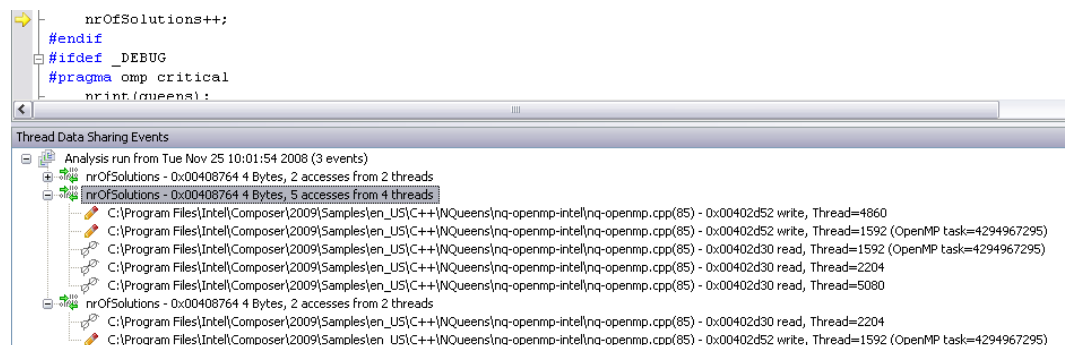 nrOfSolutions++;
#endif
#ifdef _DEBUG
#pragma omp critical
nrint(queens);
Thread Data Sharing Events
Analysis run from Tue Nov 25 10:01:54 2008 (3 events)
nrOfSolutions - 0x00408764 4 Bytes, 2 accesses from 2 threads
nrOfSolutions - 0x00408764 4 Bytes, 5 accesses from 4 threads
C:\Program Files\Intel\Composer\2009\Samples\en_US\C++\NQueens\nq-openmp-intel\nq-openmp.cpp(85) - 0x00402d52 write, Thread=4860
C:\Program Files\Intel\Composer\2009\Samples\en_US\C++\NQueens\nq-openmp-intel\nq-openmp.cpp(85) - 0x00402d52 write, Thread=1592 (OpenMP task=4294967295)
C:\Program Files\Intel\Composer\2009\Samples\en_US\C++\NQueens\nq-openmp-intel\nq-openmp.cpp(85) - 0x00402d30 read, Thread=1592 (OpenMP task=4294967295)
C:\Program Files\Intel\Composer\2009\Samples\en_US\C++\NQueens\nq-openmp-intel\nq-openmp.cpp(85) - 0x00402d30 read, Thread=2204
C:\Program Files\Intel\Composer\2009\Samples\en_US\C++\NQueens\nq-openmp-intel\nq-openmp.cpp(85) - 0x00402d30 read, Thread=5080
nrOfSolutions - 0x00408764 4 Bytes, 2 accesses from 2 threads
C:\Program Files\Intel\Composer\2009\Samples\en_US\C++\NQueens\nq-openmp-intel\nq-openmp.cpp(85) - 0x00402d30 read, Thread=2204
C:\Program Files\Intel\Composer\2009\Samples\en_US\C++\NQueens\nq-openmp-intel\nq-openmp.cpp(85) - 0x00402d52 write, Thread=1592 (OpenMP task=4294967295)